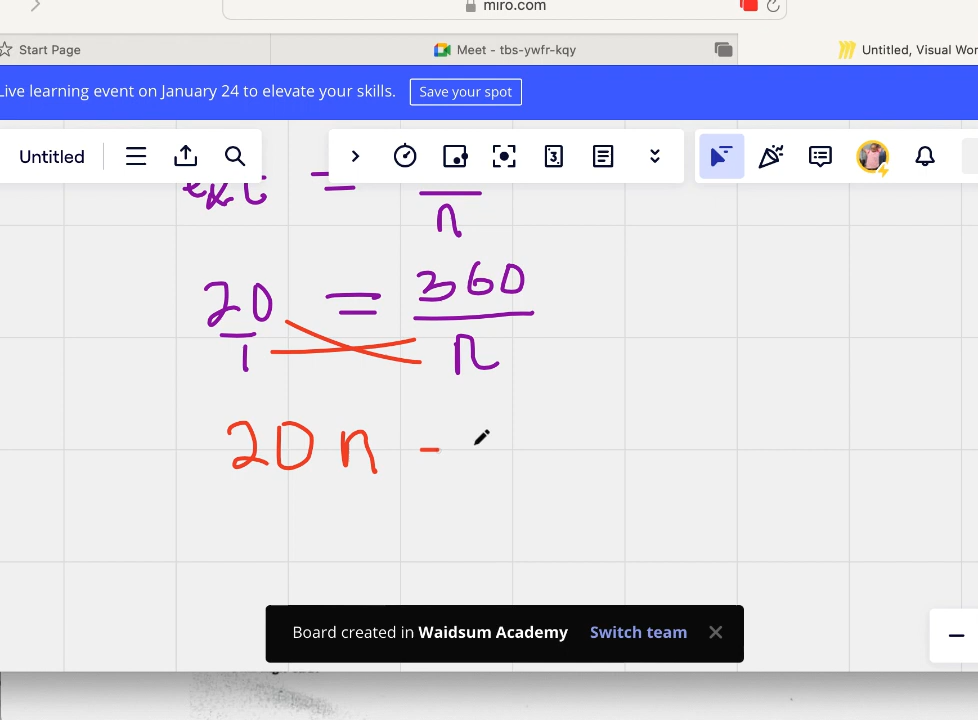 miro.com
Start Page
Meet - tbs-ywfr-kqy
Untitled, Visual Wor
Live learning event on January 24 to elevate your skills. Save your spot
Untitled
3
ext =
n
20 = 360
1 n
20 n -
Board created in Waidsum Academy Switch team